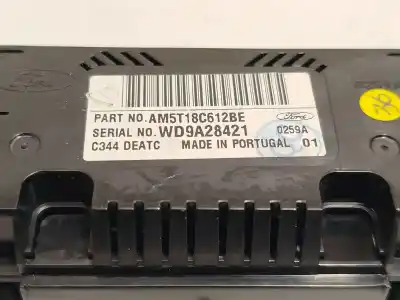 PART NO.AM5T18C612BE
Ford
SERIAL NO.WD9A28421
0259A
C344 DEATC MADE IN PORTUGAL 01